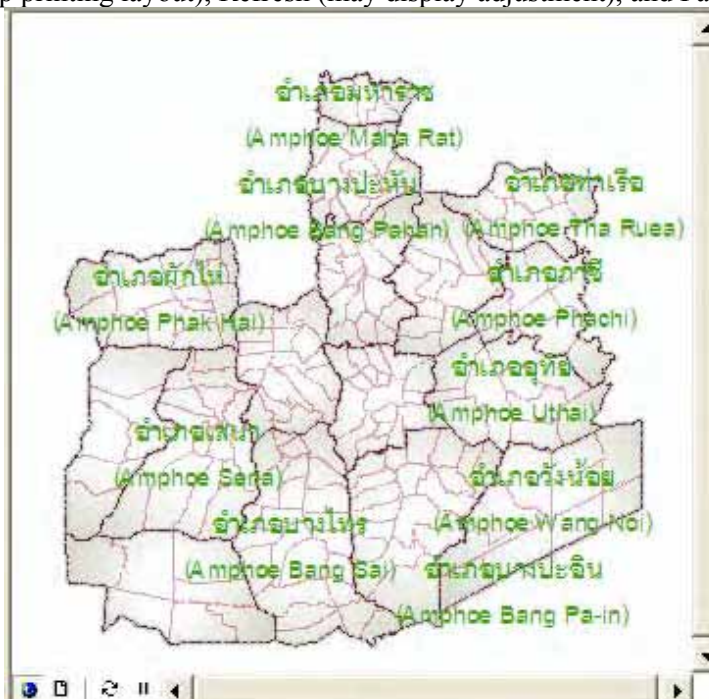 p printing layout), Refresh (may display adjustment), and
อำเภอมหาราช
(Amphoe Maha Rat)
อำเภอบางปะหัน
(Amphoe Bang Pahan)
อำเภอท่าเรือ
(Amphoe Tha Ruea)
อำเภอผักไห่
(Amphoe Phak Hai)
อำเภอภาชี
(Amphoe Phachi)
อำเภออุทัย
(Amphoe Uthai)
อำเภอเสนา
(Amphoe Sena)
อำเภอวังน้อย
(Amphoe Wang Noi)
อำเภอบางไทร
(Amphoe Bang Sai)
อำเภอบางปะอิน
(Amphoe Bang Pa-in)